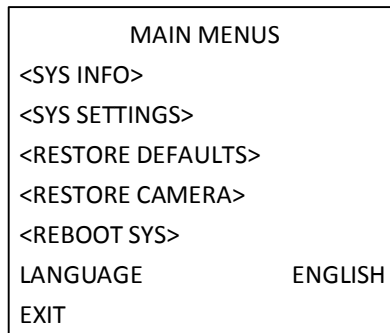 MAIN MENUS
<SYS INFO>
<SYS SETTINGS>
<RESTORE DEFAULTS>
<RESTORE CAMERA>
<REBOOT SYS>
LANGUAGE ENGLISH
EXIT